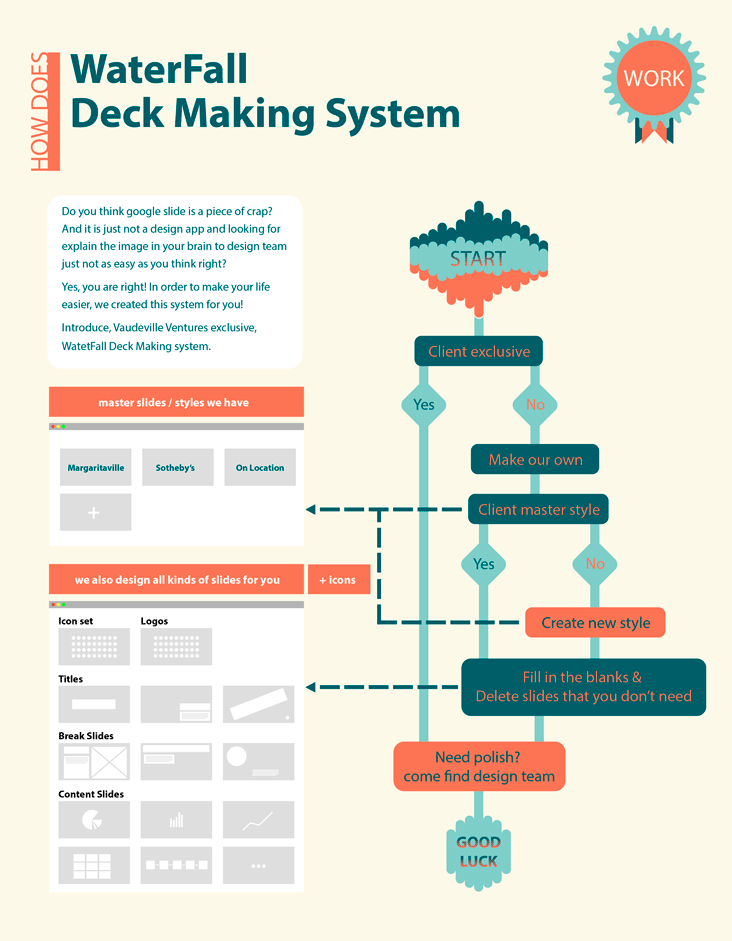 HOW DOES
WaterFall
Deck Making System
WORK
Do you think google slide is a piece of crap?
And it is just not a design app and looking for
explain the image in your brain to design team
just not as easy as you think right?
Yes, you are right! In order to make your life
easier, we created this system for you!
Introduce, Vaudeville Ventures exclusive,
WatetFall Deck Making system.
master slides / styles we have
Margaritaville
Sotheby's
On Location
+
we also design all kinds of slides for you
+ icons
Icon set
Logos
Titles
Break Slides
Content Slides
START
Client exclusive
Yes
No
Make our own
Client master style
Yes
No
Create new style
Fill in the blanks &
Delete slides that you don't need
Need polish?
come find design team
GOOD
LUCK